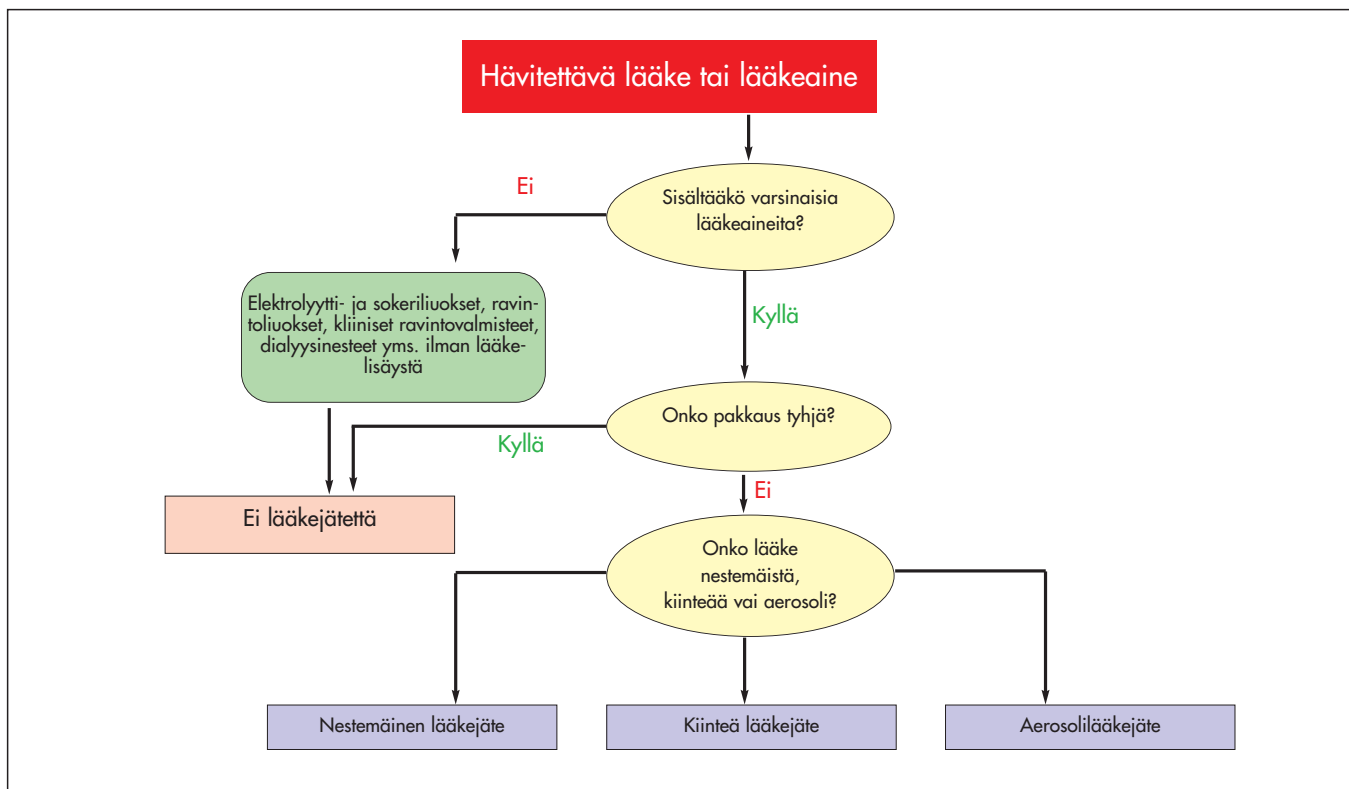 Hävitettävä lääke tai lääkeaine
Ei
Sisältääkö varsinaisia
lääkeaineita?
Elektrolyytti- ja sokeriliuokset, ravin-
toliuokset, kliiniset ravintovalmisteet,
dialyysinesteet yms. ilman lääke-
lisäystä
Kyllä
Onko pakkaus tyhjä?
Kyllä
Ei
Ei lääkejätettä
Onko lääke
nestemäistä,
kiinteää vai aerosoli?
Nestemäinen lääkejäte
Kiinteä lääkejäte
Aerosolilääkejäte